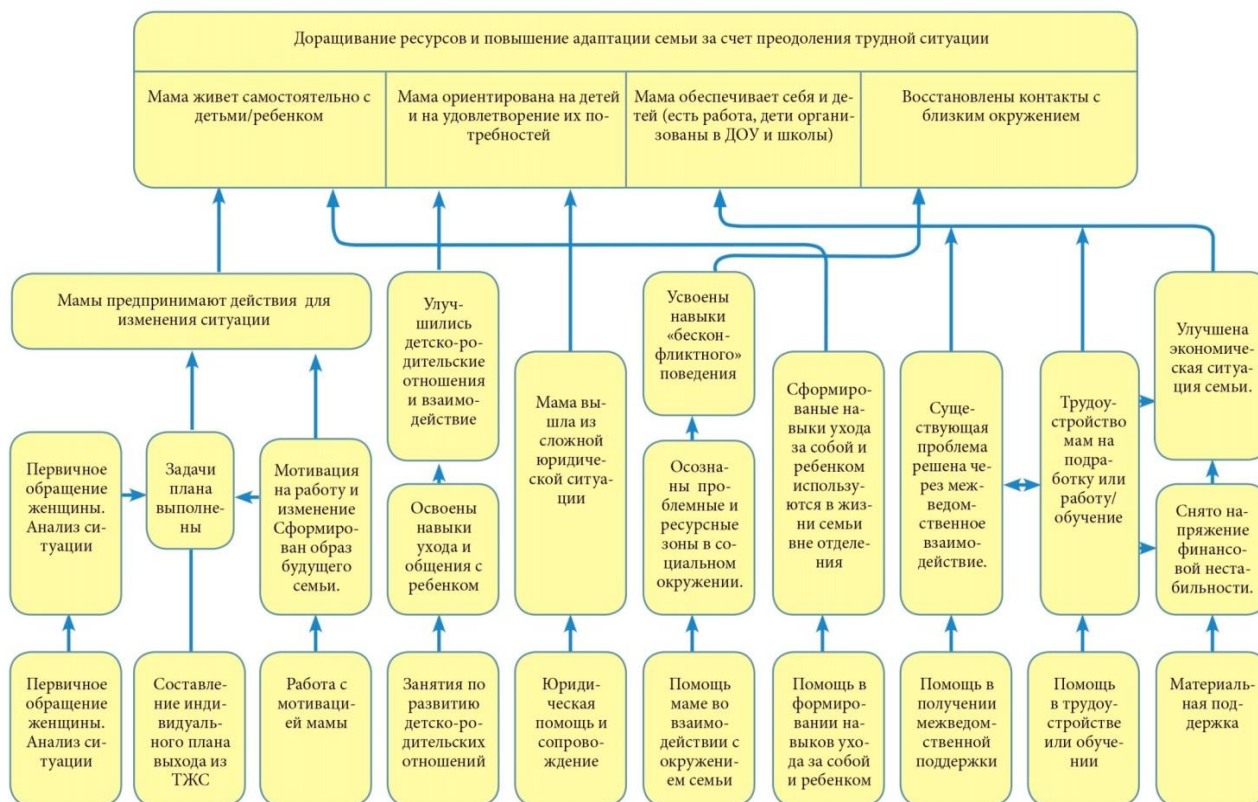 Доращивание ресурсов и повышение адаптации семьи за счет преодоления трудной ситуации
Мама живет самостоятельно с
детьми/ребенком
Мама ориентирована на детей
и на удовлетворение их по-
требностей
Мама обеспечивает себя и де-
тей (есть работа, дети органи-
зованы в ДОУ и школы)
Восстановлены контакты с
близким окружением
Мамы предпринимают действия для
изменения ситуации
Улуч-
шились
детско-ро-
дительские
отношения
и взаимо-
действие
Усвоены
навыки
«бескон-
фликтного»
поведения
Улучшена
экономиче-
ская ситуа-
ция семьи.
Первичное
обращение
женщины.
Анализ си-
туации
Задачи
плана
выполне-
ны
Мотивация
на работу и
изменение
Сформиро-
ван образ
будущего
семьи.
Освоены
навыки
ухода и
общения с
ребенком
Мама вы-
шла из
сложной
юридиче-
ской ситуа-
ции
Осозна-
ны про-
блемные и
ресурсные
зоны в со-
циальном
окружении.
Сформиро-
ваные на-
выки ухода
за собой и
ребенком
использу-
ются в жиз-
ни семьи
вне отделе-
ния
Суще-
ствующая
проблема
решена че-
рез меж-
ведом-
ственное
взаимо-
действие.
Трудоу-
стройство
мам на
подра-
ботку или
работу/
обучение
Снято на-
пряжение
финансо-
вой неста-
бильности.
Первичное
обращение
женщины.
Анализ си-
туации
Составле-
ние инди-
видуаль-
ного плана
выхода из
ТЖС
Работа с
мотиваци-
ей мамы
Занятия по
развитию
детско-ро-
дительских
отношений
Юриди-
ческая
помощь и
сопрово-
ждение
Помощь
маме во
взаимо-
действии с
окружени-
ем семьи
Помощь в
формиро-
вании на-
выков ухо-
да за собой
и ребенком
Помощь в
получении
межведом-
ственной
поддержки
Помощь
в трудоу-
стройстве
или обуче-
нии
Материаль-
ная под-
держка